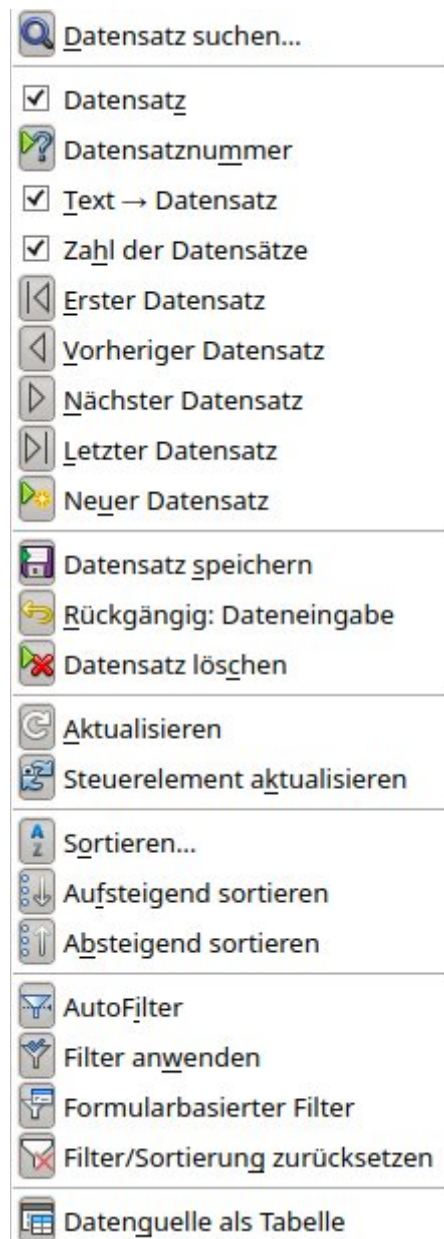 Datensatz suchen...
Datensatz
Datensatznummer
Text → Datensatz
Zahl der Datensätze
Erster Datensatz
Vorheriger Datensatz
Nächster Datensatz
Letzter Datensatz
Neuer Datensatz
Datensatz speichern
Rückgängig: Dateneingabe
Datensatz löschen
Aktualisieren
Steuerelement aktualisieren
Sortieren...
Aufsteigend sortieren
Absteigend sortieren
AutoFilter
Filter anwenden
Formularbasierter Filter
Filter/Sortierung zurücksetzen
Datenquelle als Tabelle